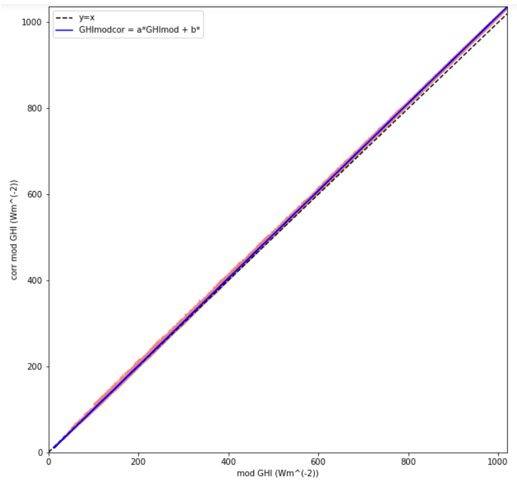 1000
800
600
400
200
0
0 200 400 600 800 1000
y=x
GHImodcor = a*GHImod + b*
corr mod GHI (Wm^(-2))
mod GHI (Wm^(-2))